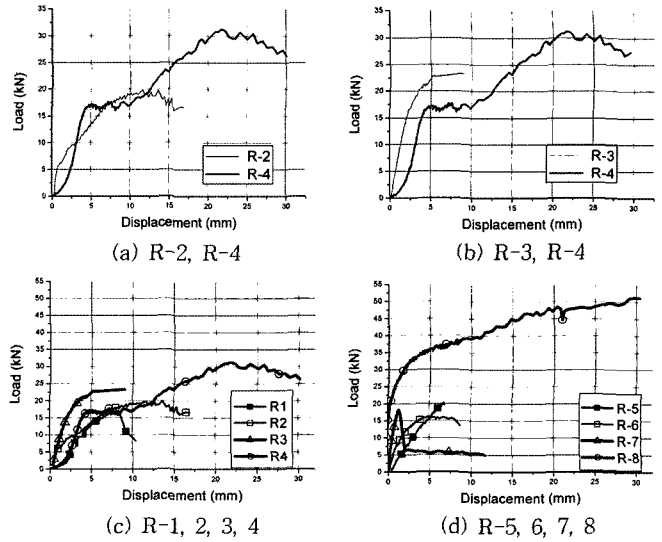 35
30
25
20
15
10
5
0
Load (kN)
R-2
R-4
0 5 10 15 20 25 30
Displacement (mm)
(a) R-2, R-4
35
30
25
20
15
10
5
0
Load (kN)
R-3
R-4
0 5 10 15 20 25 30
Displacement (mm)
(b) R-3, R-4
55
50
45
40
35
30
25
20
15
10
5
0
Load (kN)
R1
R2
R3
R4
0 5 10 15 20 25 30
Displacement (mm)
(c) R-1, 2, 3, 4
55
50
45
40
35
30
25
20
15
10
5
0
Load (kN)
R-5
R-6
R-7
R-8
0 5 10 15 20 25 30
Displacement (mm)
(d) R-5, 6, 7, 8